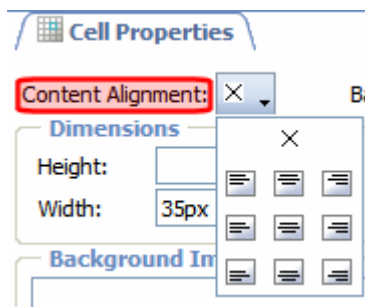 Cell Properties
Content Alignment:
Dimensions
Height:
Width: 35px
Background Im